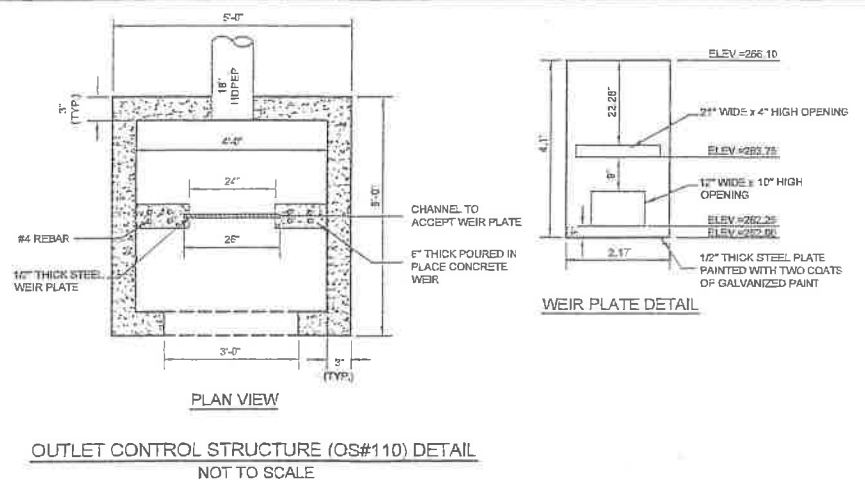 5'-0"
18" HDPEP
3"
(TYP.)
4'-0"
24"
26"
5'-0"
#4 REBAR
1/2" THICK STEEL
WEIR PLATE
CHANNEL TO
ACCEPT WEIR PLATE
6" THICK POURED IN
PLACE CONCRETE
WEIR
3'-0"
(TYP.)
PLAN VIEW
OUTLET CONTROL STRUCTURE (OS#110) DETAIL
NOT TO SCALE
ELEV.=266.10
22.28"
4.1'
21" WIDE x 4" HIGH OPENING
ELEV.=263.75
9"
12" WIDE x 10" HIGH
OPENING
ELEV.=262.25
ELEV.=262.00
2.17'
1/2" THICK STEEL PLATE
PAINTED WITH TWO COATS
OF GALVANIZED PAINT
WEIR PLATE DETAIL